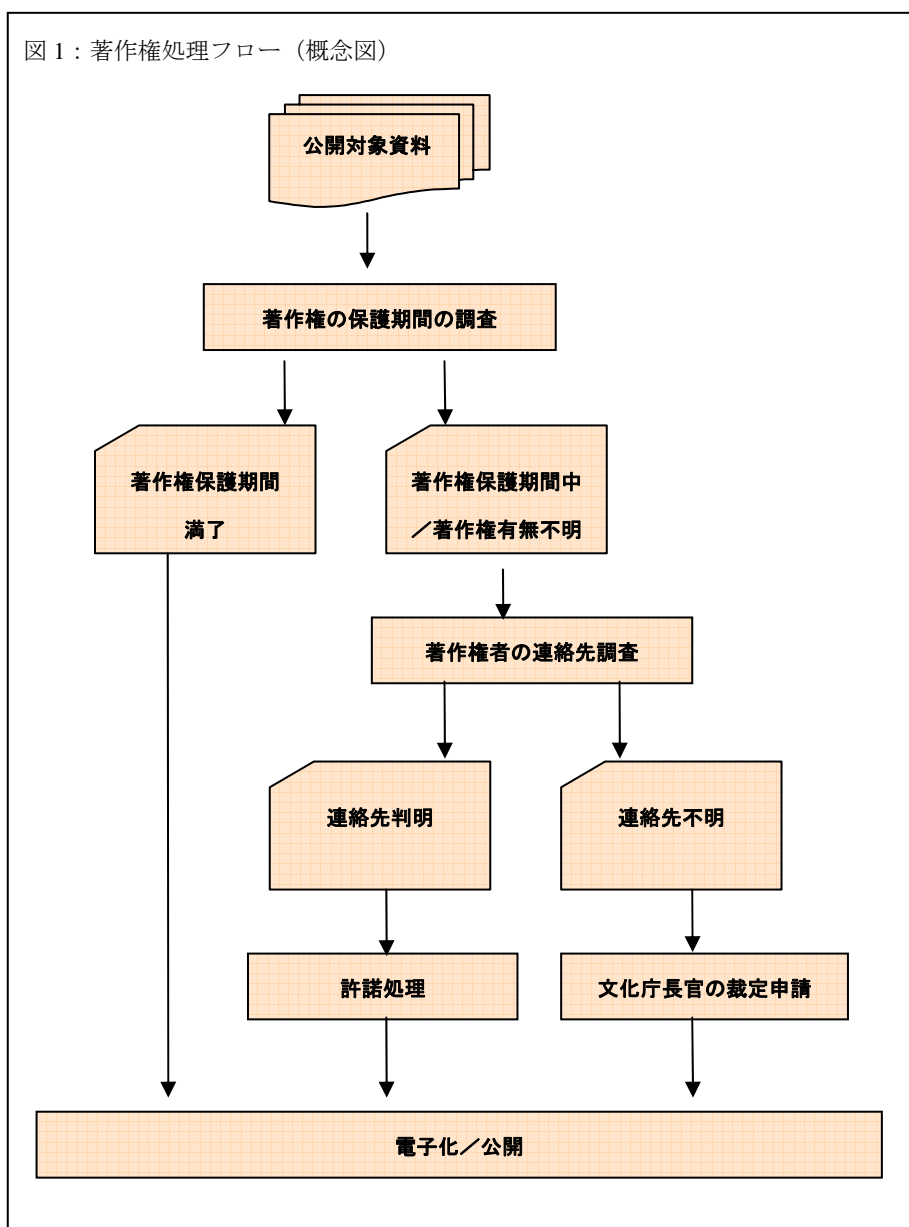 図 1：著作権処理フロー（概念図）
公開対象資料
著作権の保護期間の調査
著作権保護期間
満了
著作権保護期間中
／著作権有無不明
著作権者の連絡先調査
連絡先判明
連絡先不明
許諾処理
文化庁長官の裁定申請
電子化／公開